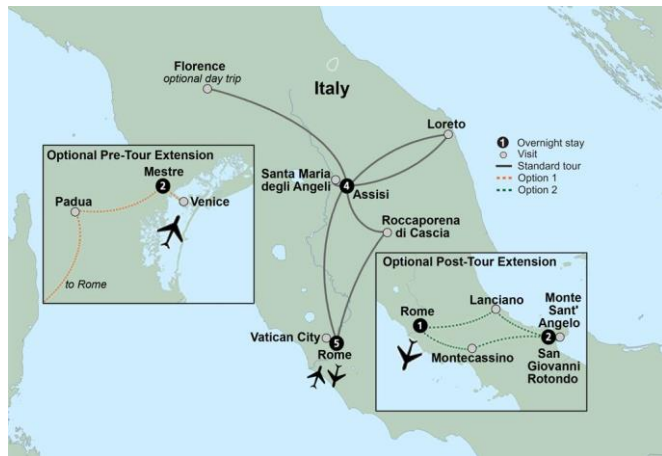 Florence
optional day trip
Italy
Loreto
1 Overnight stay
Visit
Standard tour
Option 1
Option 2
Optional Pre-Tour Extension
Mestre
2
Venice
Padua
to Rome
Santa Maria
degli Angeli
4
Assisi
Roccaporena
di Cascia
Vatican City
5
Rome
Optional Post-Tour Extension
Rome
1
Lanciano
Monte
Sant'
Angelo
2
Montecassino
San
Giovanni
Rotondo